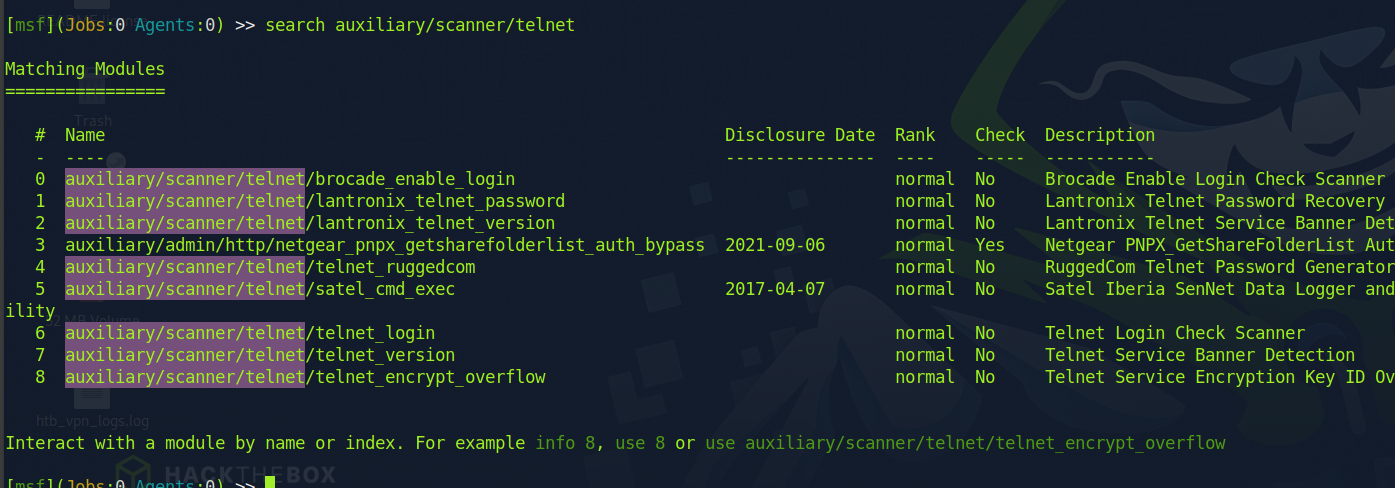 [msf](Jobs:0 Agents:0) >> search auxiliary/scanner/telnet
Matching Modules
================
Trash
# Name Disclosure Date Rank Check Description
- ---- --------------- ---- ----- -----------
0 auxiliary/scanner/telnet/brocade_enable_login normal No Brocade Enable Login Check Scanner
1 auxiliary/scanner/telnet/lantronix_telnet_password normal No Lantronix Telnet Password Recovery
2 auxiliary/scanner/telnet/lantronix_telnet_version normal No Lantronix Telnet Service Banner Det
3 auxiliary/admin/http/netgear_pnpx_getsharefolderlist_auth_bypass 2021-09-06 normal Yes Netgear PNPX_GetShareFolderList Aut
4 auxiliary/scanner/telnet/telnet_ruggedcom normal No RuggedCom Telnet Password Generator
5 auxiliary/scanner/telnet/satel_cmd_exec 2017-04-07 normal No Satel Iberia SenNet Data Logger and
ility
MB Volume
6 auxiliary/scanner/telnet/telnet_login normal No Telnet Login Check Scanner
7 auxiliary/scanner/telnet/telnet_version normal No Telnet Service Banner Detection
8 auxiliary/scanner/telnet/telnet_encrypt_overflow normal No Telnet Service Encryption Key ID Ov
htb_vpn_logs.log
Interact with a module by name or index. For example info 8, use 8 or use auxiliary/scanner/telnet/telnet_encrypt_overflow
HACKTHEBOX
[msf](Jobs:0 Agents:0) >>